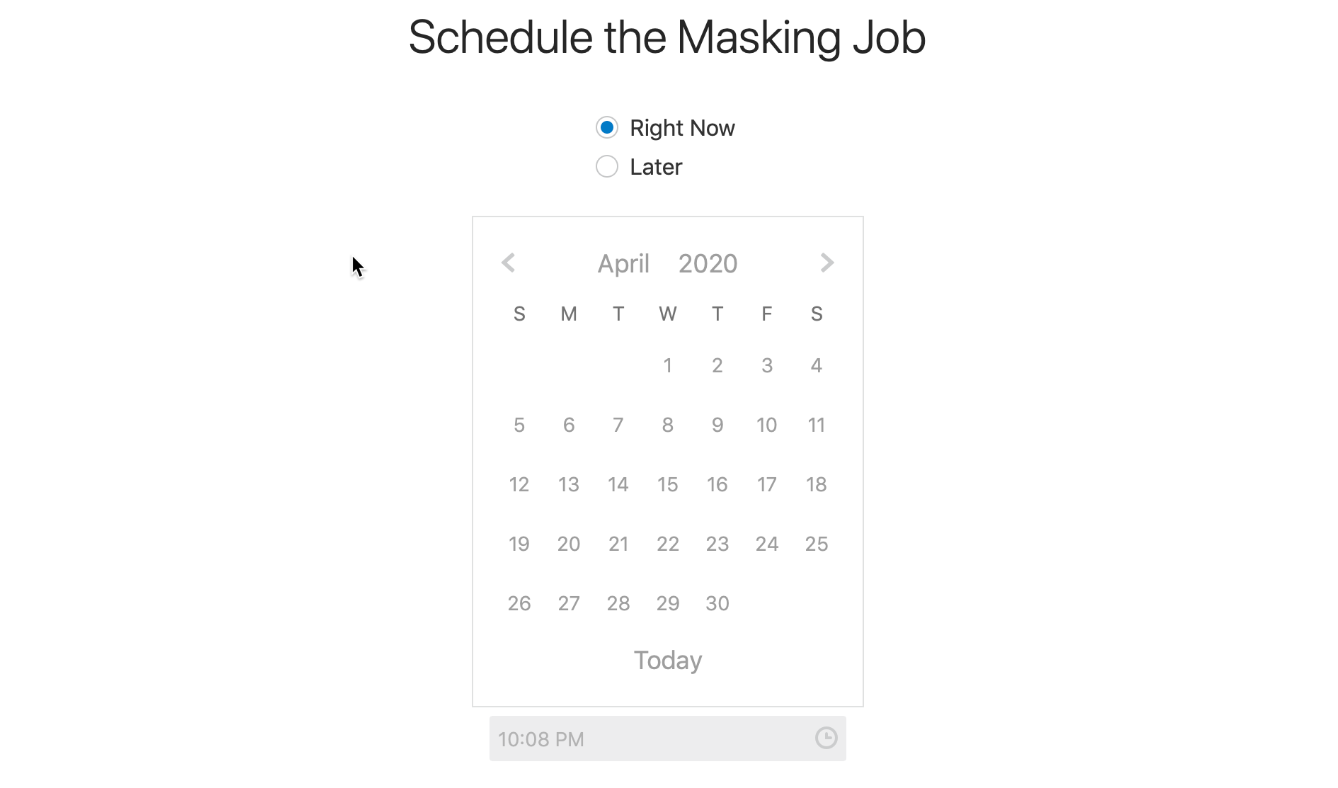 Schedule the Masking Job
Right Now
Later
April 2020
S M T W T F S
1 2 3 4
5 6 7 8 9 10 11
12 13 14 15 16 17 18
19 20 21 22 23 24 25
26 27 28 29 30
Today
10:08 PM